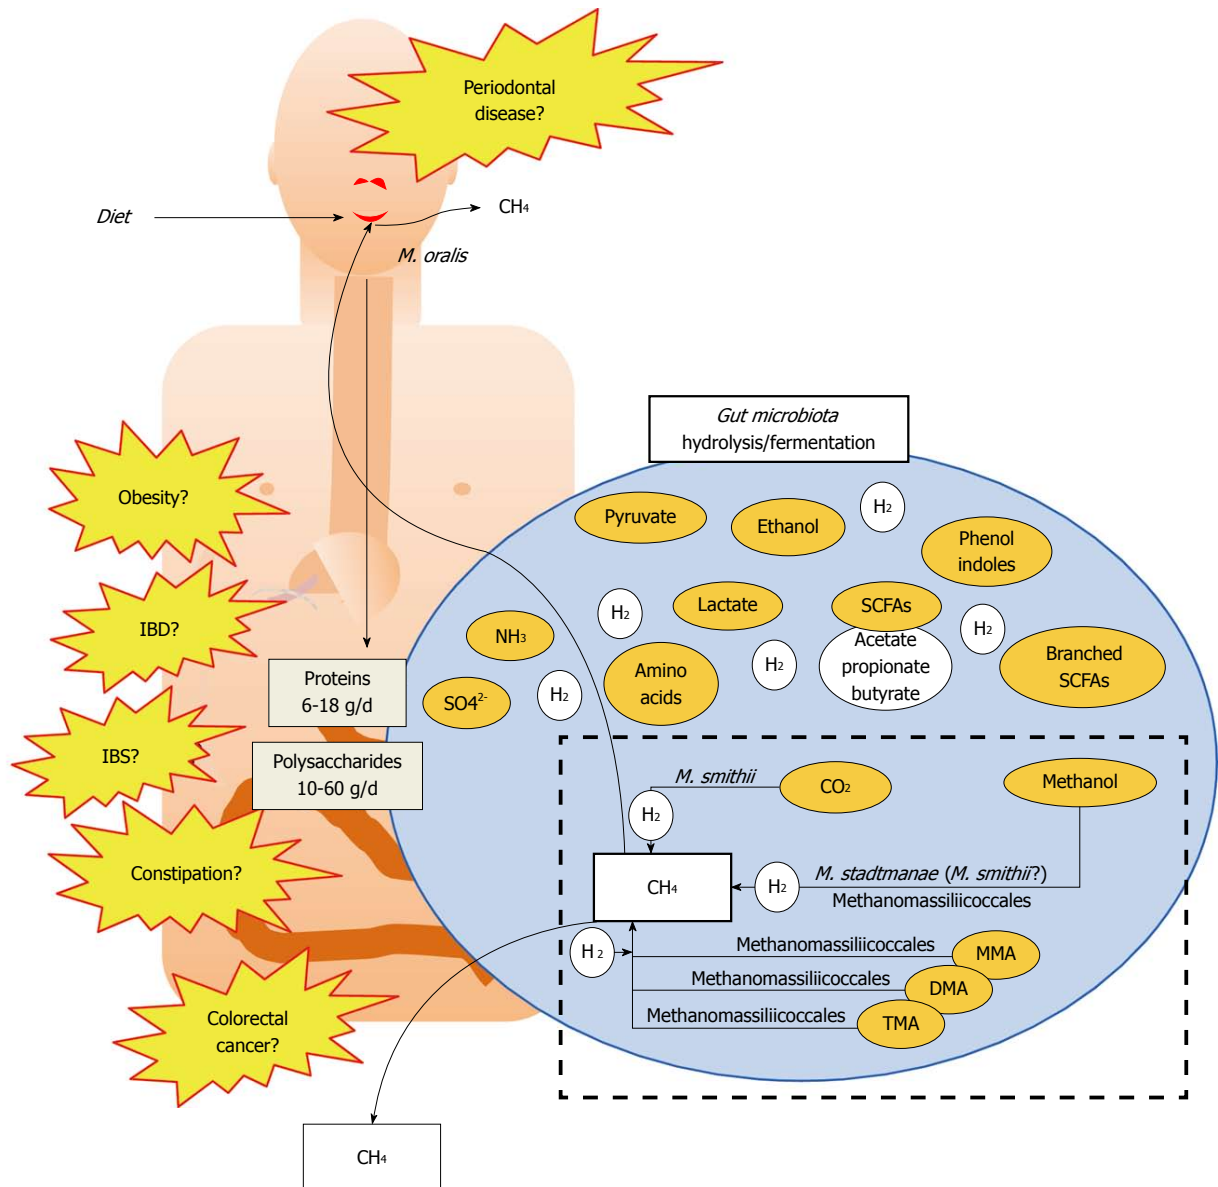 Periodontal
disease?
Diet
CH₄
M. oralis
Gut microbiota
hydrolysis/fermentation
Obesity?
Pyruvate
Ethanol
H₂
Phenol
indoles
IBD?
NH₃
H₂
Lactate
SCFAs
Acetate
propionate
butyrate
H₂
Branched
SCFAs
Proteins
6-18 g/d
SO4²⁻
H₂
Amino
acids
H₂
IBS?
Polysaccharides
10-60 g/d
M. smithii
CO₂
Methanol
H₂
Constipation?
CH₄
H₂
M. stadtmanae (M. smithii?)
Methanomassiliicoccales
H₂
Methanomassiliicoccales
MMA
Methanomassiliicoccales
DMA
Methanomassiliicoccales
TMA
Colorectal
cancer?
CH₄